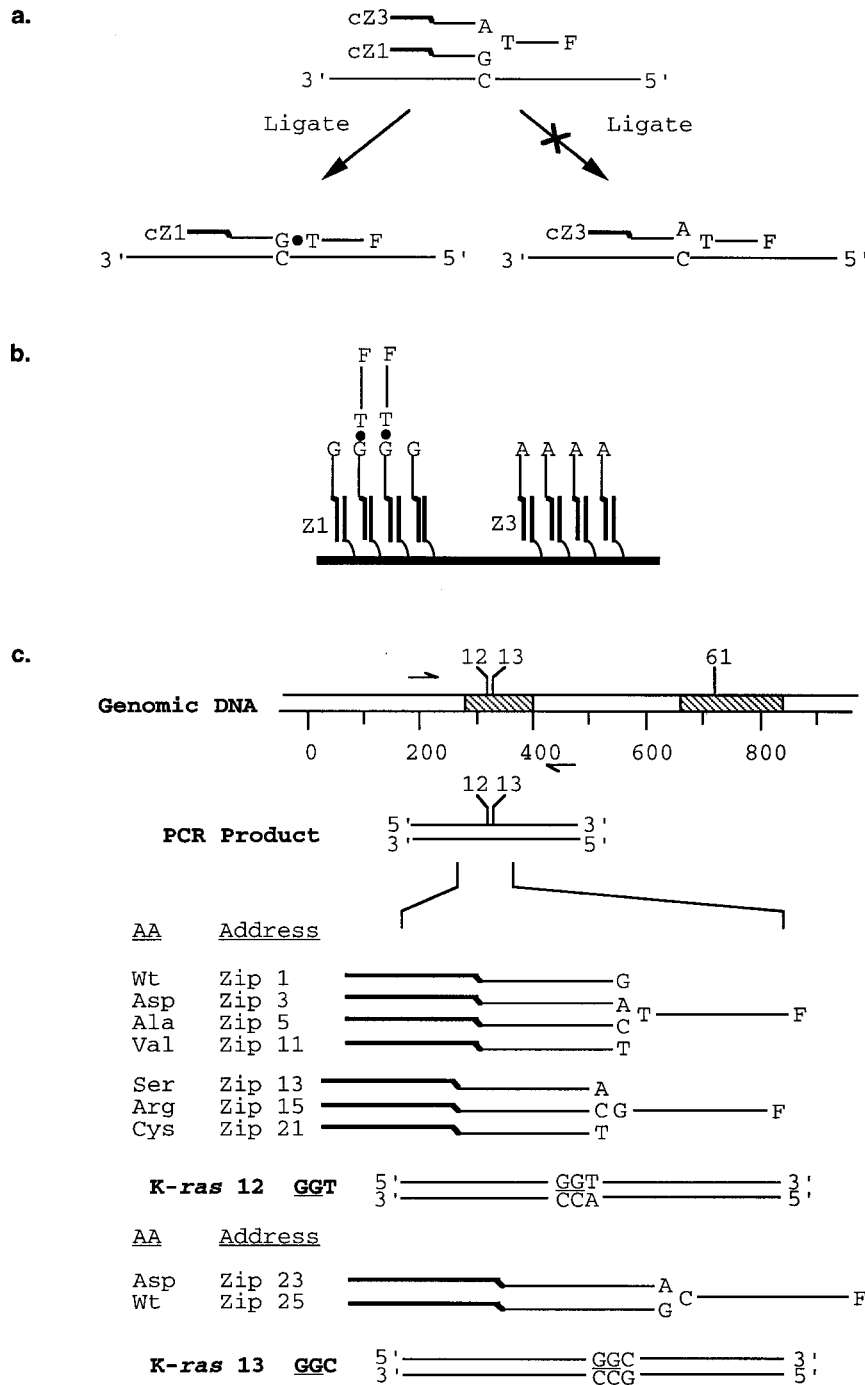 a.
cZ3 A
T F
cZ1 G
3' C 5'
Ligate Ligate
cZ1 G●T F
3' C 5'
cZ3 A T F
3' C 5'
b.
F F
T T
G G G G A A A A
Z1 Z3
c.
12 13 61
Genomic DNA
0 200 400 600 800
12 13
PCR Product
5' 3'
3' 5'
AA Address
Wt Zip 1 G
Asp Zip 3 A
T F
Ala Zip 5 C
Val Zip 11 T
Ser Zip 13 A
Arg Zip 15 CG F
Cys Zip 21 T
K-ras 12 GGT
5' GGT 3'
3' CCA 5'
AA Address
Asp Zip 23 A
C F
Wt Zip 25 G
K-ras 13 GGC
5' GGC 3'
3' CCG 5'